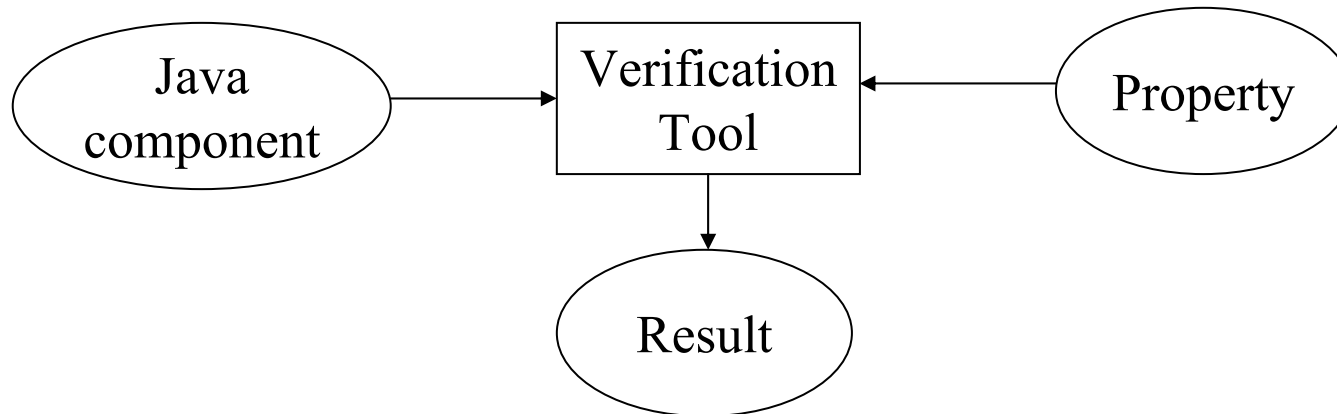 Java
component
Verification
Tool
Property
Result